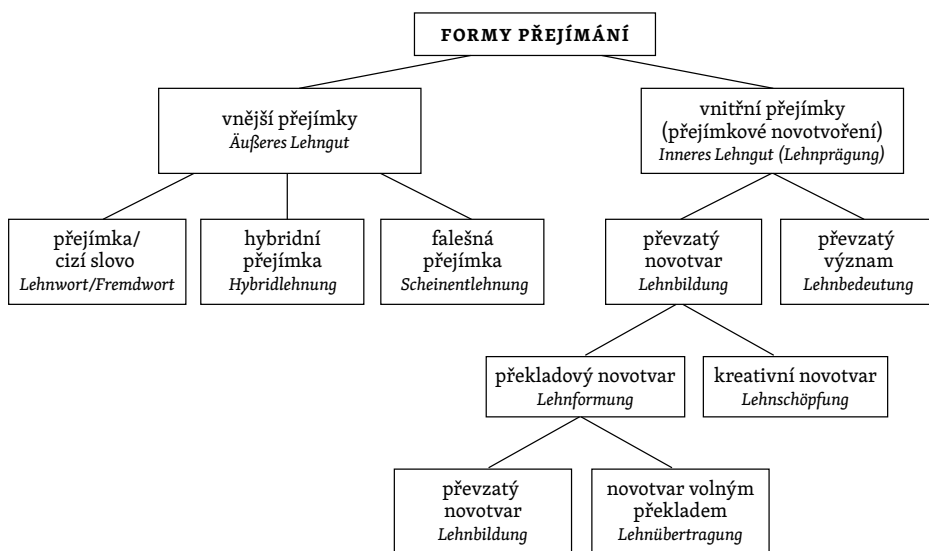 FORMY PŘEJÍMÁNÍ
vnější přejímky
Äußeres Lehngut
vnitřní přejímky
(přejímkové novotvoření)
Inneres Lehngut (Lehnprägung)
přejímka/
cizí slovo
Lehnwort/Fremdwort
hybridní
přejímka
Hybridlehnung
falešná
přejímka
Scheinentlehnung
převzatý
novotvar
Lehnbildung
převzatý
význam
Lehnbedeutung
překladový novotvar
Lehnformung
kreativní novotvar
Lehnschöpfung
převzatý
novotvar
Lehnbildung
novotvar volným
překladem
Lehnübertragung